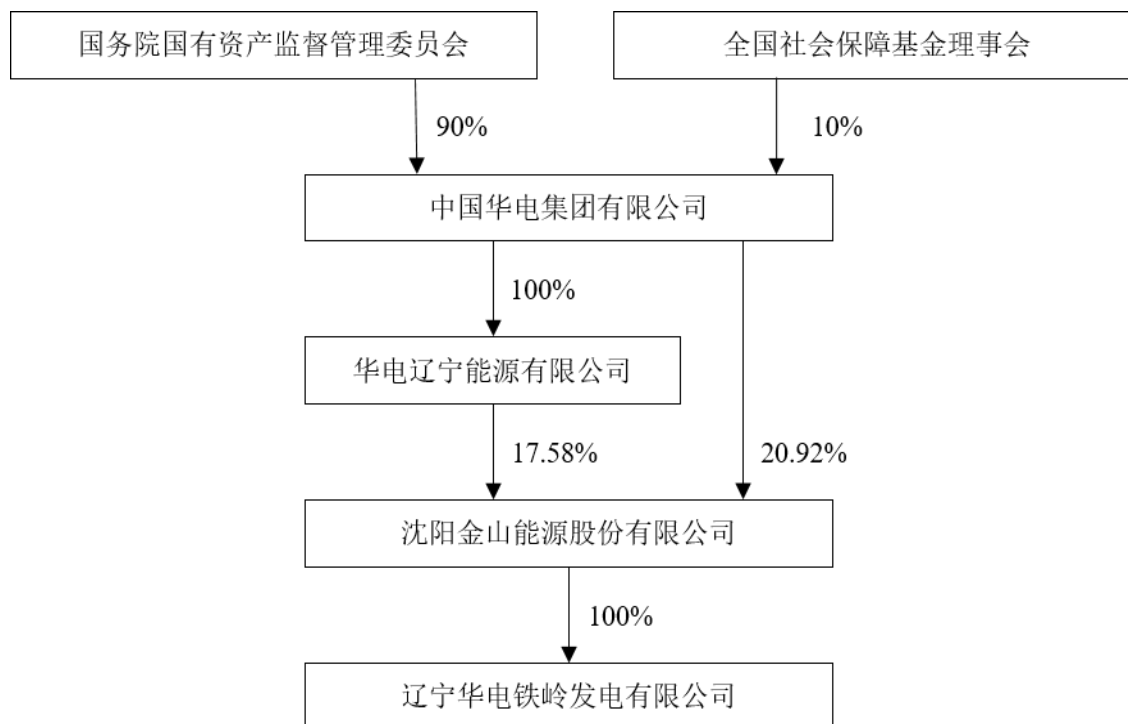 国务院国有资产监督管理委员会
全国社会保障基金理事会
90%
10%
中国华电集团有限公司
100%
华电辽宁能源有限公司
17.58%
20.92%
沈阳金山能源股份有限公司
100%
辽宁华电铁岭发电有限公司